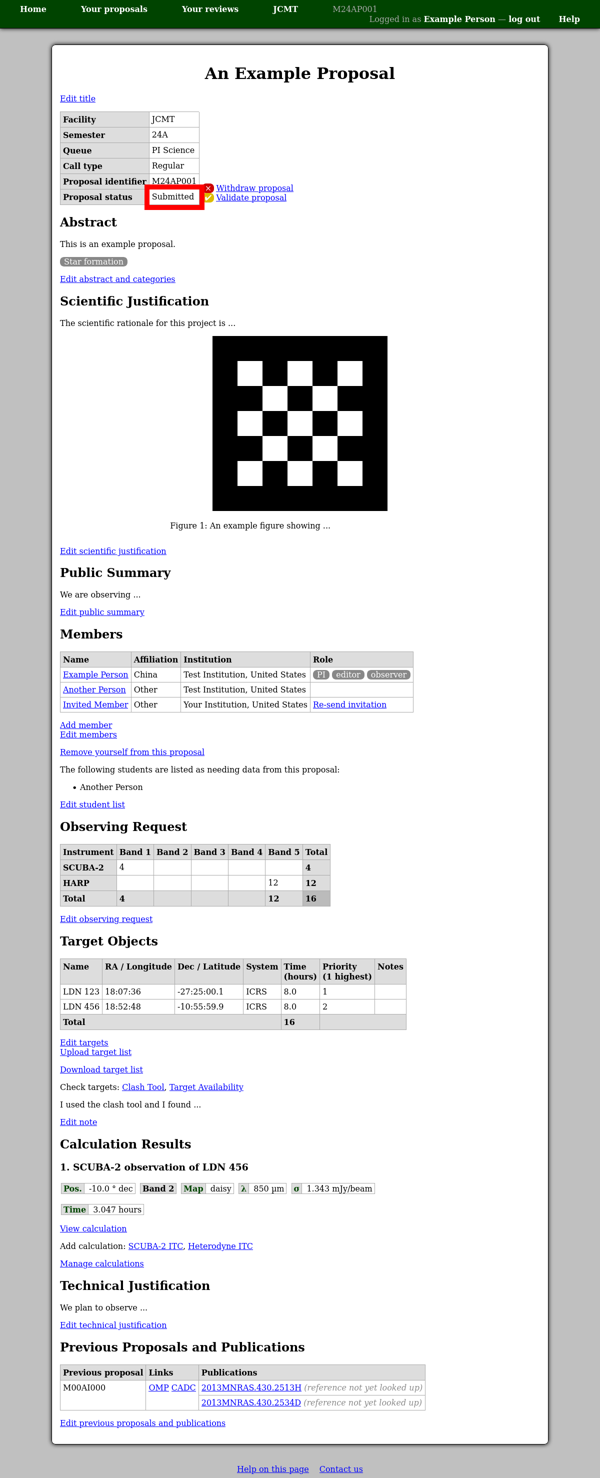 Home Your proposals Your reviews JCMT M24AP001
Logged in as Example Person — log out Help
An Example Proposal
Edit title
Facility JCMT
Semester 24A
Queue PI Science
Call type Regular
Proposal identifier M24AP001
Proposal status Submitted
Withdraw proposal
Validate proposal
Abstract
This is an example proposal.
Star formation
Edit abstract and categories
Scientific Justification
The scientific rationale for this project is ...
Figure 1: An example figure showing ...
Edit scientific justification
Public Summary
We are observing ...
Edit public summary
Members
Name Affiliation Institution Role
Example Person China Test Institution, United States PI editor observer
Another Person Other Test Institution, United States
Invited Member Other Your Institution, United States Re-send invitation
Add member
Edit members
Remove yourself from this proposal
The following students are listed as needing data from this proposal:
• Another Person
Edit student list
Observing Request
Instrument Band 1 Band 2 Band 3 Band 4 Band 5 Total
SCUBA-2 4 4
HARP 12 12
Total 4 12 16
Edit observing request
Target Objects
Name RA / Longitude Dec / Latitude System Time Priority Notes
(hours) (1 highest)
LDN 123 18:07:36 -27:25:00.1 ICRS 8.0 1
LDN 456 18:52:48 -10:55:59.9 ICRS 8.0 2
Total 16
Edit targets
Upload target list
Download target list
Check targets: Clash Tool, Target Availability
I used the clash tool and I found ...
Edit note
Calculation Results
1. SCUBA-2 observation of LDN 456
Pos. -10.0 ° dec Band 2 Map daisy λ 850 µm σ 1.343 mJy/beam
Time 3.047 hours
View calculation
Add calculation: SCUBA-2 ITC, Heterodyne ITC
Manage calculations
Technical Justification
We plan to observe ...
Edit technical justification
Previous Proposals and Publications
Previous proposal Links Publications
M00AI000 OMP CADC 2013MNRAS.430.2513H (reference not yet looked up)
2013MNRAS.430.2534D (reference not yet looked up)
Edit previous proposals and publications
Help on this page Contact us